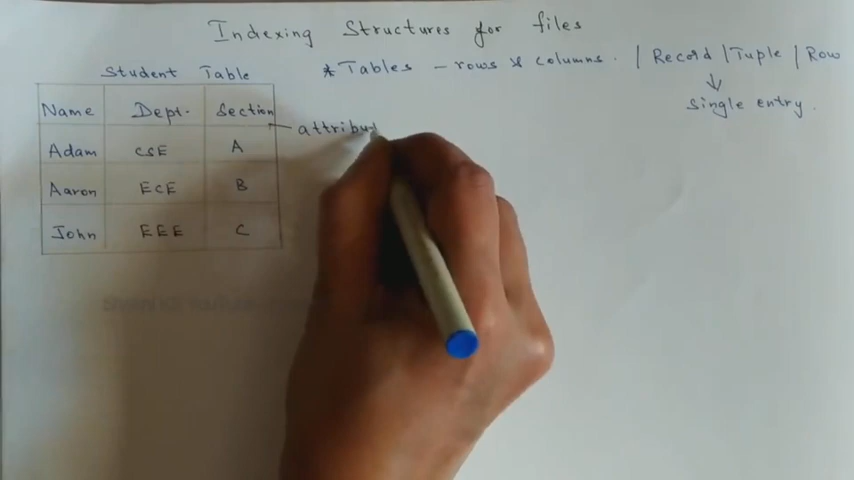 Indexing Structures for files
Student Table
* Tables - rows & columns. | Record | Tuple | Row
single entry.
Name Dept. Section
attribu
Adam CSE A
Aaron ECE B
John EEE C